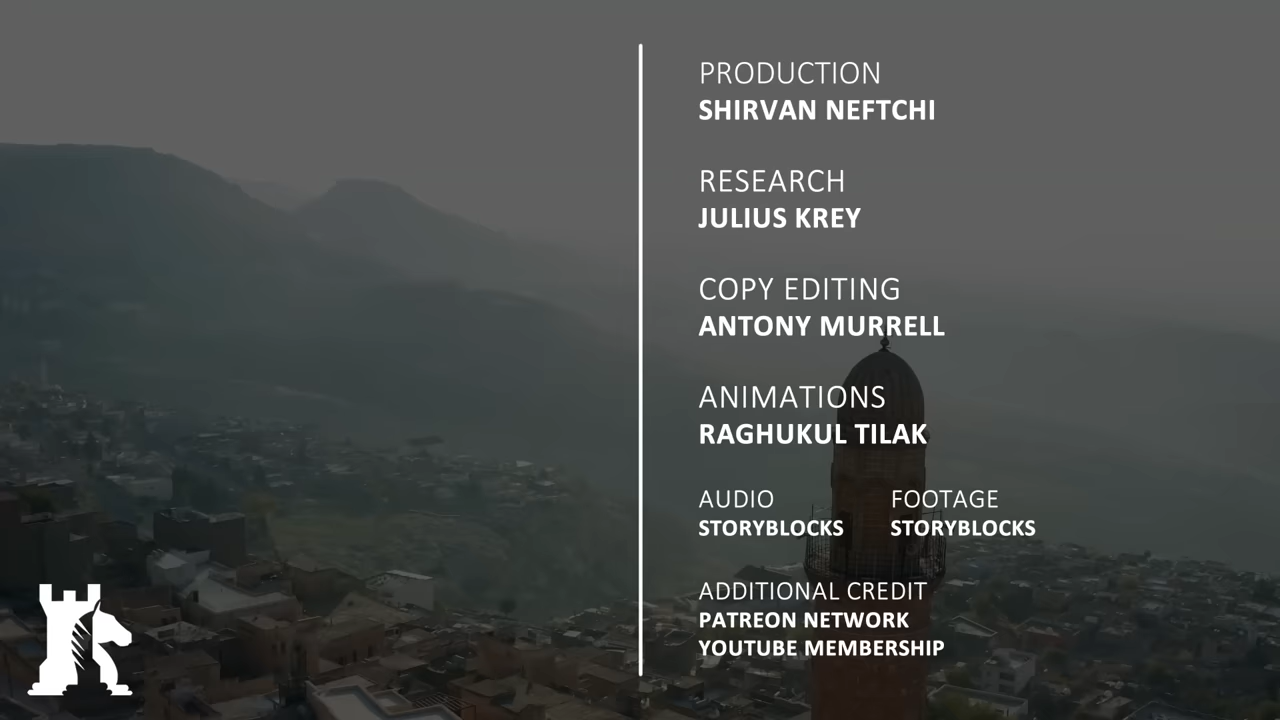 PRODUCTION
SHIRVAN NEFTCHI
RESEARCH
JULIUS KREY
COPY EDITING
ANTONY MURRELL
ANIMATIONS
RAGHUKUL TILAK
AUDIO
STORYBLOCKS
FOOTAGE
STORYBLOCKS
ADDITIONAL CREDIT
PATREON NETWORK
YOUTUBE MEMBERSHIP